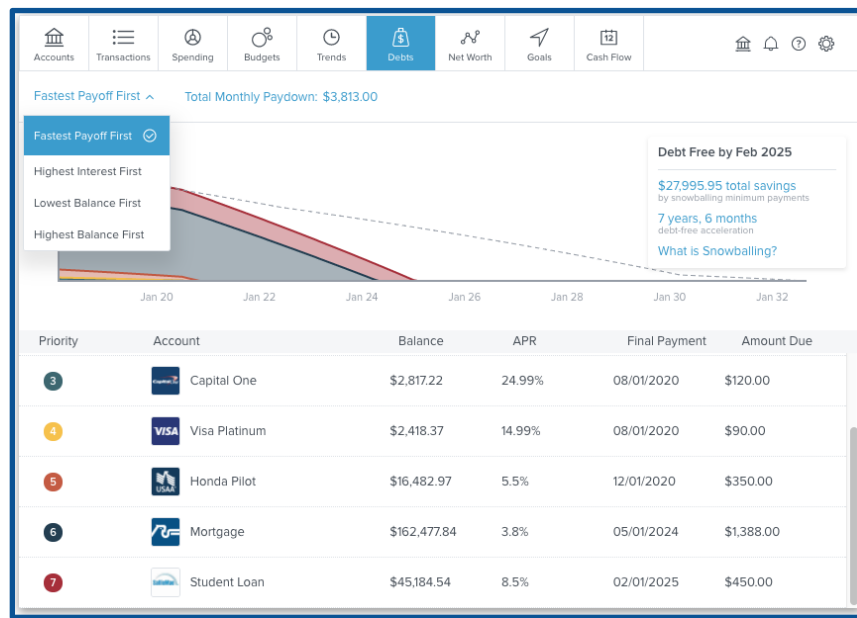 Accounts Transactions Spending Budgets Trends Debts Net Worth Goals Cash Flow
12
Fastest Payoff First Total Monthly Paydown: $3,813.00
Fastest Payoff First
Highest Interest First
Lowest Balance First
Highest Balance First
Debt Free by Feb 2025
$27,995.95 total savings
by snowballing minimum payments
7 years, 6 months
debt-free acceleration
What is Snowballing?
Jan 20 Jan 22 Jan 24 Jan 26 Jan 28 Jan 30 Jan 32
Priority Account Balance APR Final Payment Amount Due
3 Capital One Capital One $2,817.22 24.99% 08/01/2020 $120.00
4 VISA Visa Platinum $2,418.37 14.99% 08/01/2020 $90.00
5 USAA Honda Pilot $16,482.97 5.5% 12/01/2020 $350.00
6 Mortgage $162,477.84 3.8% 05/01/2024 $1,388.00
7 Student Loan $45,184.54 8.5% 02/01/2025 $450.00